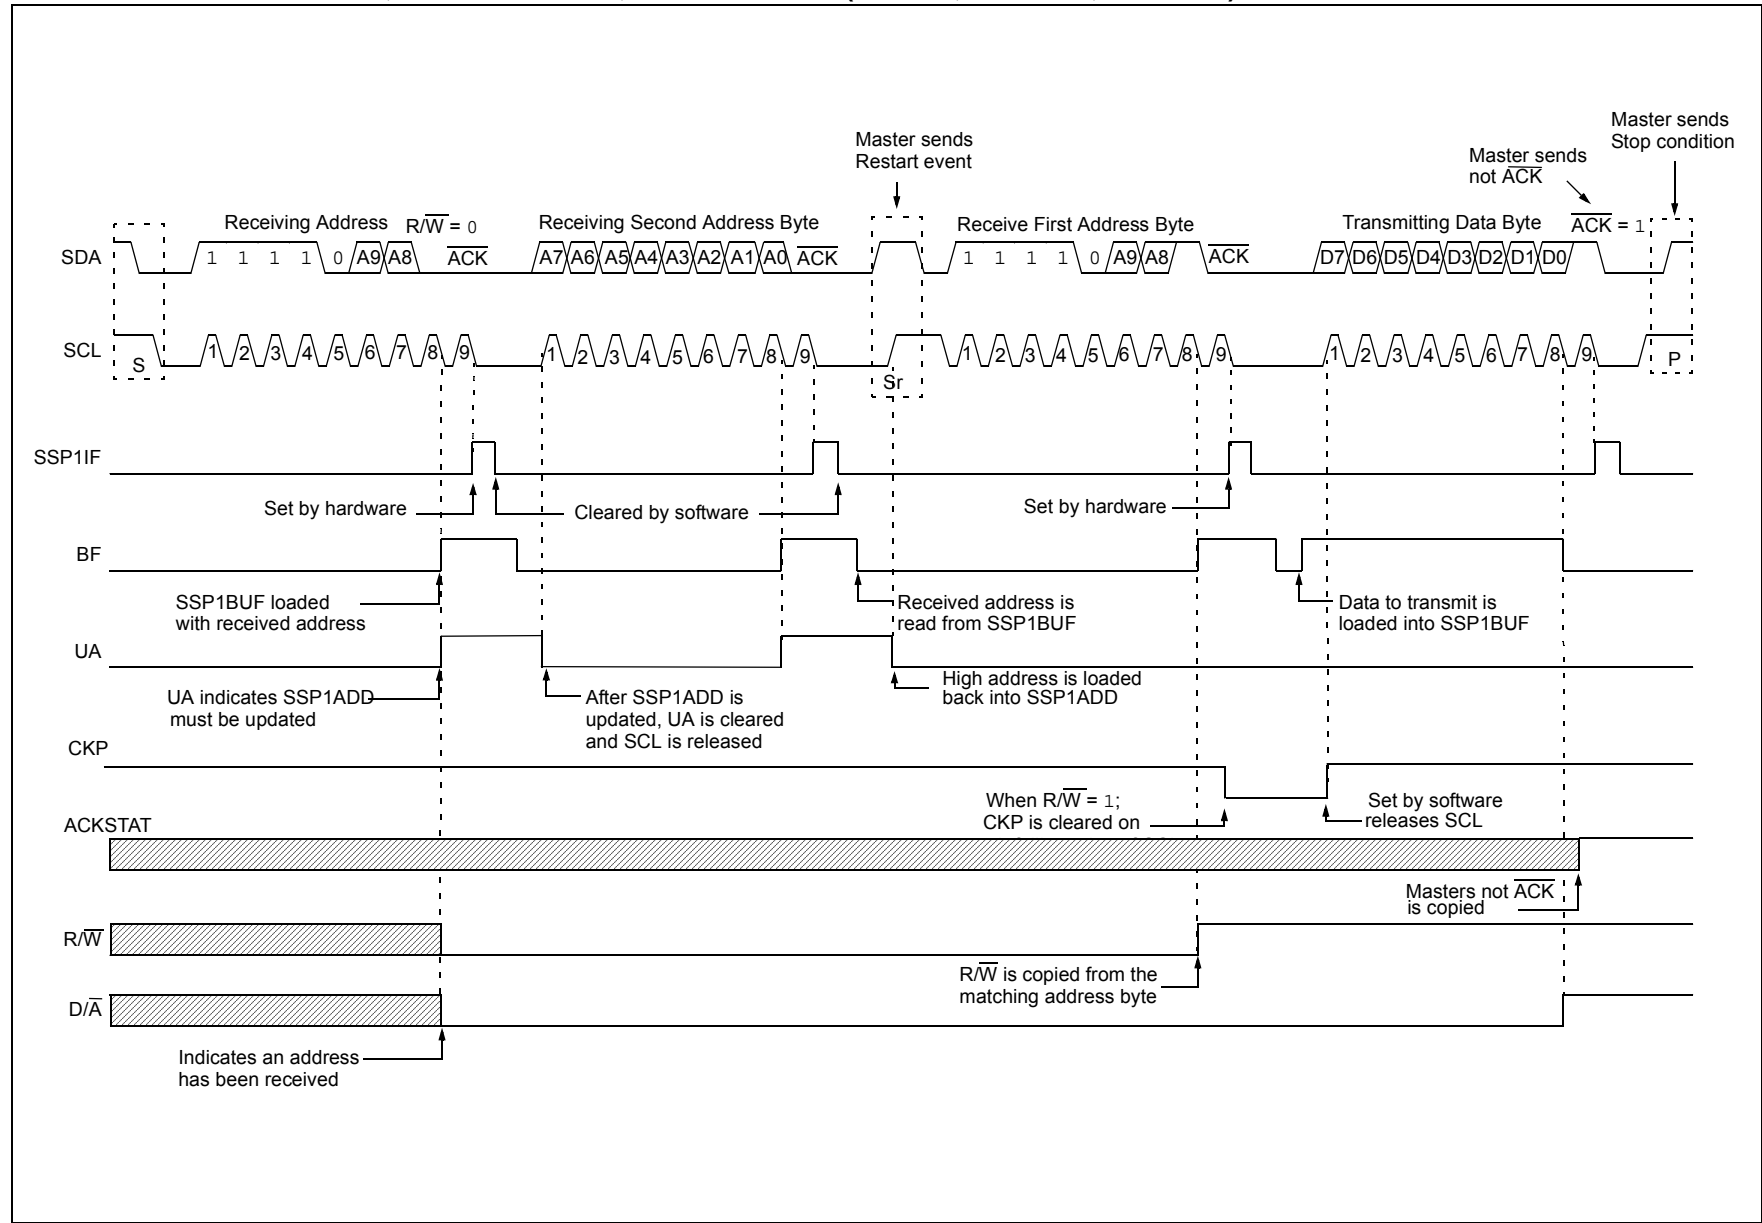 Master sends
Restart event
Master sends
not A̅C̅K̅
Master sends
Stop condition
Receiving Address R/W̅ = 0
Receiving Second Address Byte
Receive First Address Byte
Transmitting Data Byte A̅C̅K̅ = 1
SDA 1 1 1 1 0 A9 A8 A̅C̅K̅ A7 A6 A5 A4 A3 A2 A1 A0 A̅C̅K̅ 1 1 1 1 0 A9 A8 A̅C̅K̅ D7 D6 D5 D4 D3 D2 D1 D0
SCL S 1 2 3 4 5 6 7 8 9 1 2 3 4 5 6 7 8 9 Sr 1 2 3 4 5 6 7 8 9 1 2 3 4 5 6 7 8 9 P
SSP1IF
Set by hardware
Cleared by software
Set by hardware
BF
SSP1BUF loaded
with received address
Received address is
read from SSP1BUF
Data to transmit is
loaded into SSP1BUF
UA
UA indicates SSP1ADD
must be updated
After SSP1ADD is
updated, UA is cleared
and SCL is released
High address is loaded
back into SSP1ADD
CKP
When R/W̅ = 1;
CKP is cleared on
Set by software
releases SCL
ACKSTAT
Masters not A̅C̅K̅
is copied
R/W̅
R/W̅ is copied from the
matching address byte
D/A̅
Indicates an address
has been received